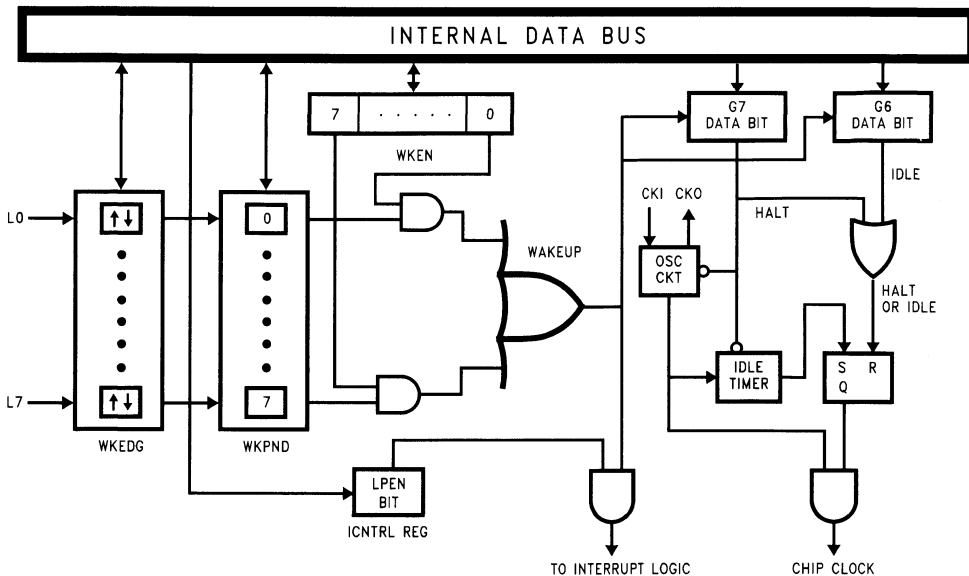 INTERNAL DATA BUS
7 ..... 0
WKEN
G7
DATA BIT
G6
DATA BIT
IDLE
CKI CKO
HALT
L0
↑↓
0
WAKEUP
OSC
CKT
HALT
OR IDLE
IDLE
TIMER
S R
Q
L7
↑↓
7
WKEDG
WKPND
LPEN
BIT
ICNTRL REG
TO INTERRUPT LOGIC
CHIP CLOCK